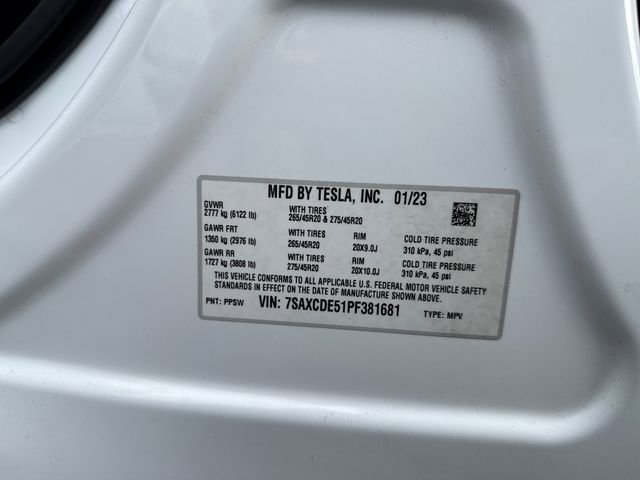 MFD BY TESLA, INC. 01/23
GVWR
2777 kg (6122 lb)
WITH TIRES
265/45R20 & 275/45R20
GAWR FRT
1350 kg (2976 lb)
WITH TIRES
265/45R20
RIM
20X9.0J
COLD TIRE PRESSURE
310 kPa, 45 psi
GAWR RR
1727 kg (3808 lb)
WITH TIRES
275/45R20
RIM
20X10.0J
COLD TIRE PRESSURE
310 kPa, 45 psi
THIS VEHICLE CONFORMS TO ALL APPLICABLE U.S. FEDERAL MOTOR VEHICLE SAFETY
STANDARDS IN EFFECT ON THE DATE OF MANUFACTURE SHOWN ABOVE.
PNT: PPSW VIN: 7SAXCDE51PF381681 TYPE: MPV